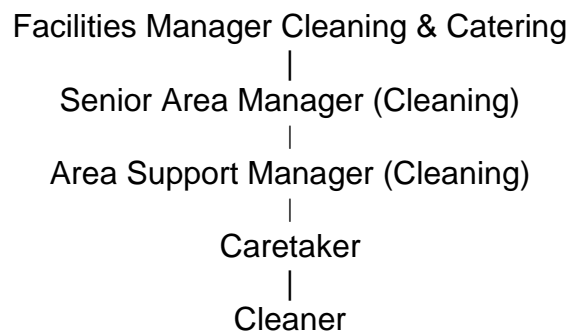 Facilities Manager Cleaning & Catering
Senior Area Manager (Cleaning)
Area Support Manager (Cleaning)
Caretaker
Cleaner